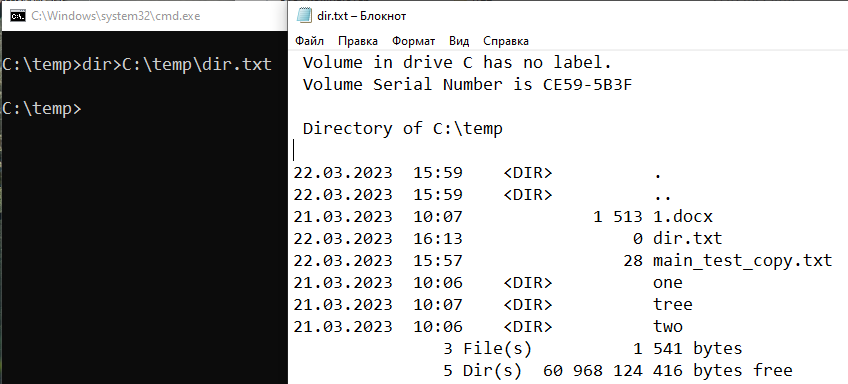 C:\Windows\system32\cmd.exe
C:\temp>dir>C:\temp\dir.txt
C:\temp>
dir.txt – Блокнот
Файл Правка Формат Вид Справка
Volume in drive C has no label.
Volume Serial Number is CE59-5B3F
Directory of C:\temp
22.03.2023 15:59 <DIR> .
22.03.2023 15:59 <DIR> ..
21.03.2023 10:07 1 513 1.docx
22.03.2023 16:13 0 dir.txt
22.03.2023 15:57 28 main_test_copy.txt
21.03.2023 10:06 <DIR> one
21.03.2023 10:07 <DIR> tree
21.03.2023 10:06 <DIR> two
3 File(s) 1 541 bytes
5 Dir(s) 60 968 124 416 bytes free